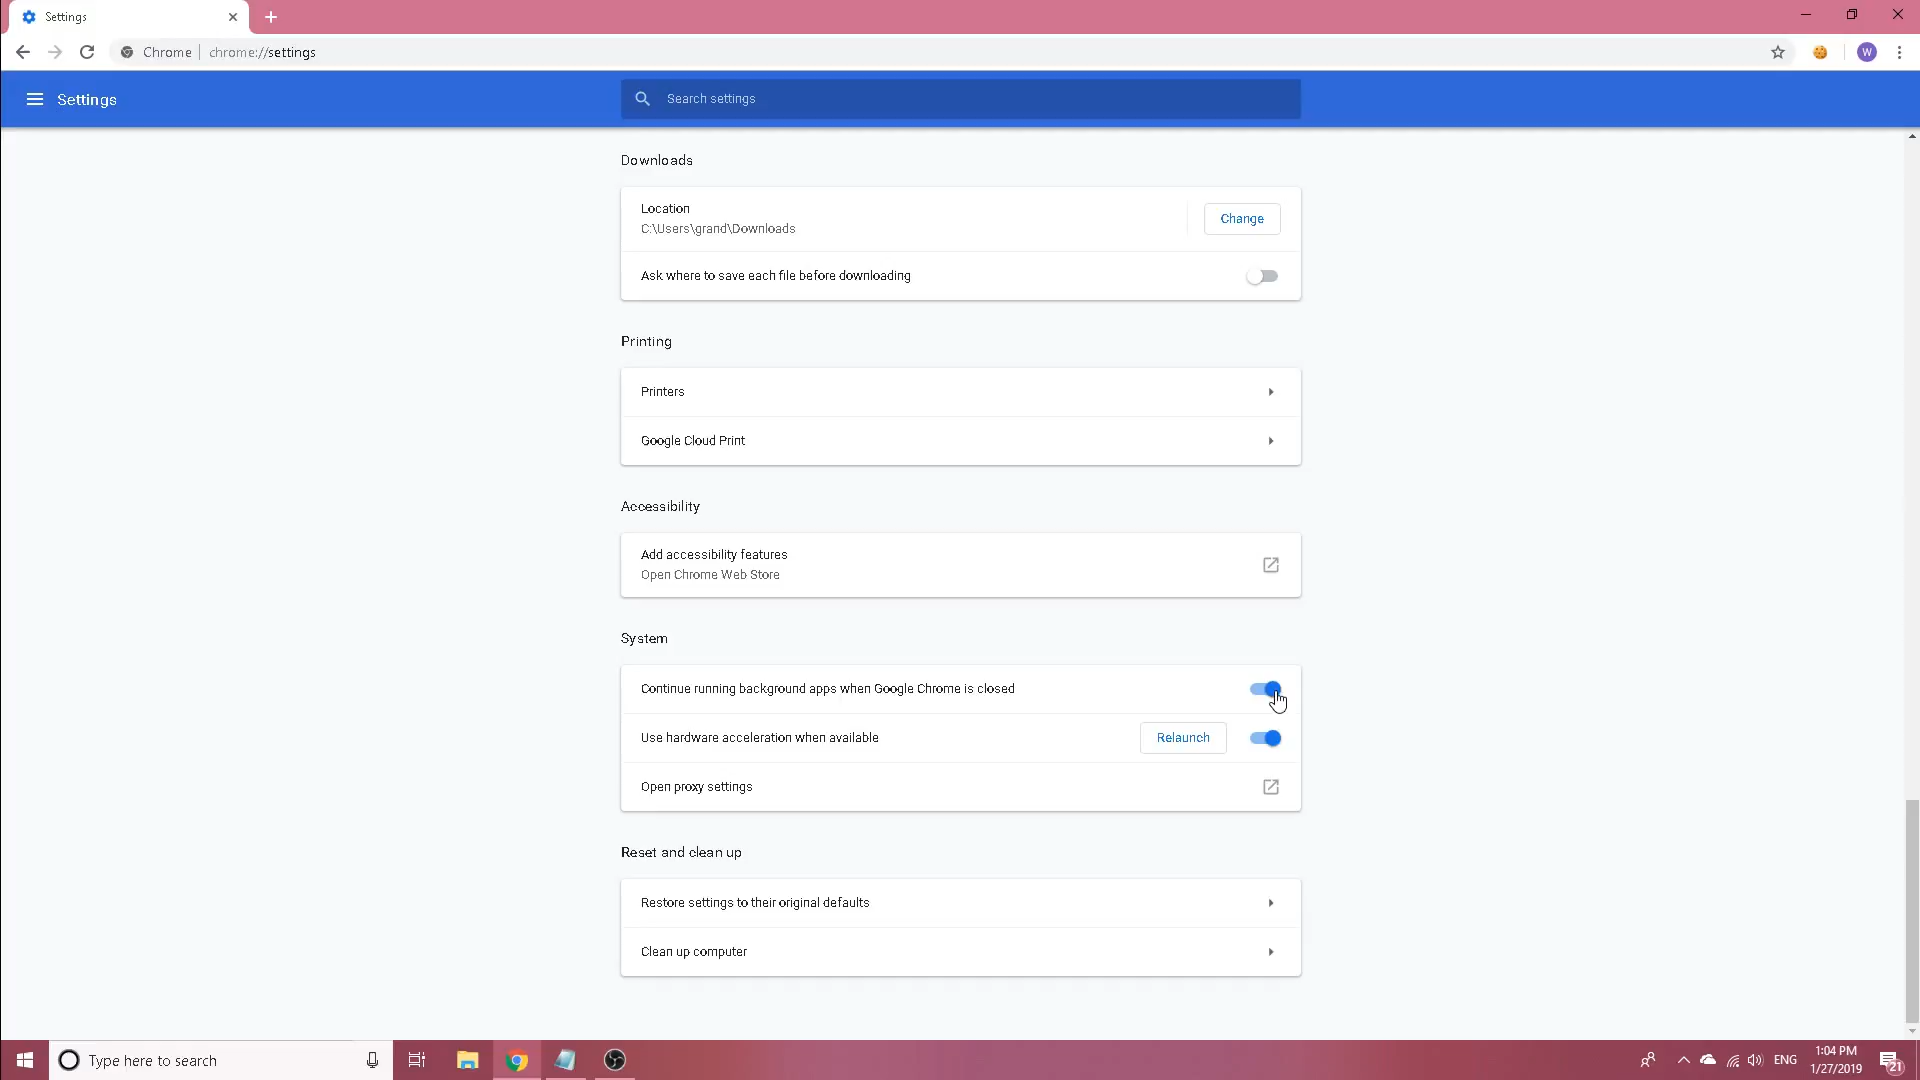 Settings
Chrome
chrome://settings
W
Settings
Search settings
Downloads
Location
C:\Users\grand\Downloads
Change
Ask where to save each file before downloading
Printing
Printers
Google Cloud Print
Accessibility
Add accessibility features
Open Chrome Web Store
System
Continue running background apps when Google Chrome is closed
Use hardware acceleration when available
Relaunch
Open proxy settings
Reset and clean up
Restore settings to their original defaults
Clean up computer
Type here to search
ENG
1:04 PM
1/27/2019
21